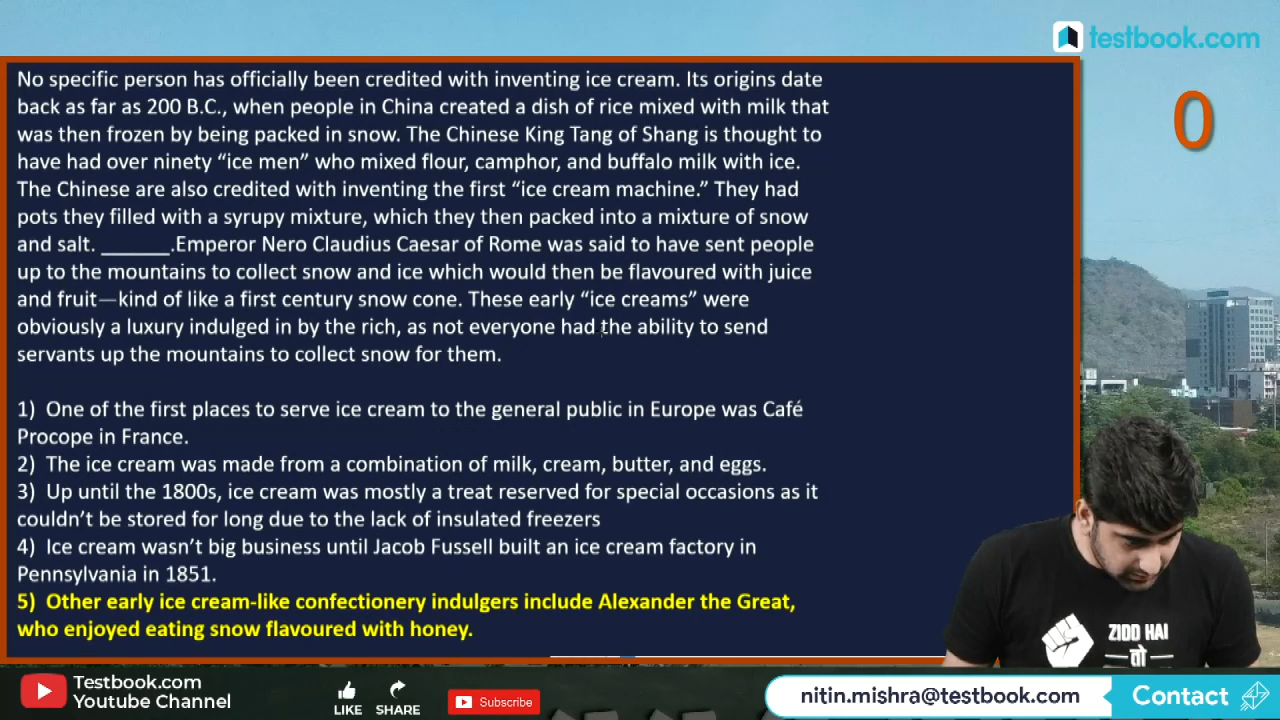 testbook.com
0
No specific person has officially been credited with inventing ice cream. Its origins date
back as far as 200 B.C., when people in China created a dish of rice mixed with milk that
was then frozen by being packed in snow. The Chinese King Tang of Shang is thought to
have had over ninety “ice men” who mixed flour, camphor, and buffalo milk with ice.
The Chinese are also credited with inventing the first “ice cream machine.” They had
pots they filled with a syrupy mixture, which they then packed into a mixture of snow
and salt. ______.Emperor Nero Claudius Caesar of Rome was said to have sent people
up to the mountains to collect snow and ice which would then be flavoured with juice
and fruit—kind of like a first century snow cone. These early “ice creams” were
obviously a luxury indulged in by the rich, as not everyone had the ability to send
servants up the mountains to collect snow for them.
1) One of the first places to serve ice cream to the general public in Europe was Café
Procope in France.
2) The ice cream was made from a combination of milk, cream, butter, and eggs.
3) Up until the 1800s, ice cream was mostly a treat reserved for special occasions as it
couldn’t be stored for long due to the lack of insulated freezers
4) Ice cream wasn’t big business until Jacob Fussell built an ice cream factory in
Pennsylvania in 1851.
5) Other early ice cream-like confectionery indulgers include Alexander the Great,
who enjoyed eating snow flavoured with honey.
ZIDD HAI
तो
Testbook.com
YouTube Channel
LIKE
SHARE
Subscribe
nitin.mishra@testbook.com
Contact